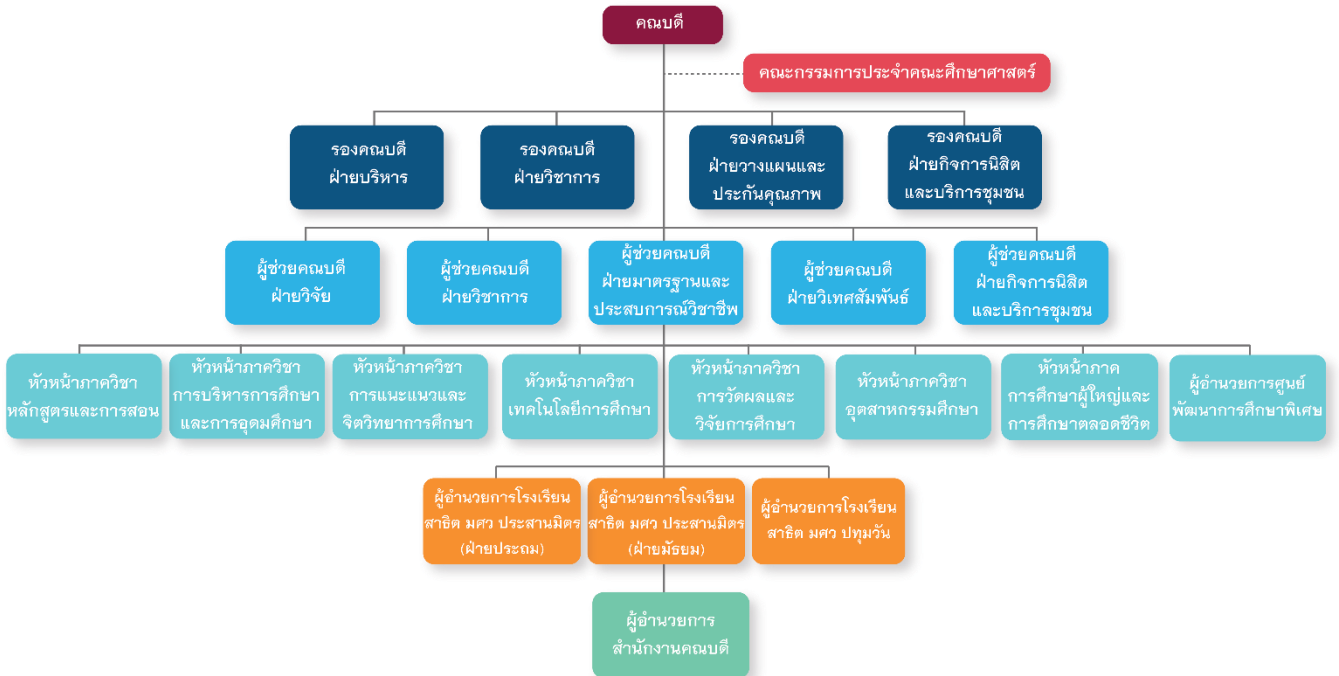 คณบดี
คณะกรรมการประจำคณะศึกษาศาสตร์
รองคณบดี
ฝ่ายบริหาร
รองคณบดี
ฝ่ายวิชาการ
รองคณบดี
ฝ่ายวางแผนและ
ประกันคุณภาพ
รองคณบดี
ฝ่ายกิจการนิสิต
และบริการชุมชน
ผู้ช่วยคณบดี
ฝ่ายวิจัย
ผู้ช่วยคณบดี
ฝ่ายวิชาการ
ผู้ช่วยคณบดี
ฝ่ายมาตรฐานและ
ประสบการณ์วิชาชีพ
ผู้ช่วยคณบดี
ฝ่ายวิเทศสัมพันธ์
ผู้ช่วยคณบดี
ฝ่ายกิจการนิสิต
และบริการชุมชน
หัวหน้าภาควิชา
หลักสูตรและการสอน
หัวหน้าภาควิชา
การบริหารการศึกษา
และการอุดมศึกษา
หัวหน้าภาควิชา
การแนะแนวและ
จิตวิทยาการศึกษา
หัวหน้าภาควิชา
เทคโนโลยีการศึกษา
หัวหน้าภาควิชา
การวัดผลและ
วิจัยการศึกษา
หัวหน้าภาควิชา
อุตสาหกรรมศึกษา
หัวหน้าภาค
การศึกษาผู้ใหญ่และ
การศึกษาตลอดชีวิต
ผู้อำนวยการศูนย์
พัฒนาการศึกษาพิเศษ
ผู้อำนวยการโรงเรียน
สาธิต มศว ประสานมิตร
(ฝ่ายประถม)
ผู้อำนวยการโรงเรียน
สาธิต มศว ประสานมิตร
(ฝ่ายมัธยม)
ผู้อำนวยการโรงเรียน
สาธิต มศว ปทุมวัน
ผู้อำนวยการ
สำนักงานคณบดี